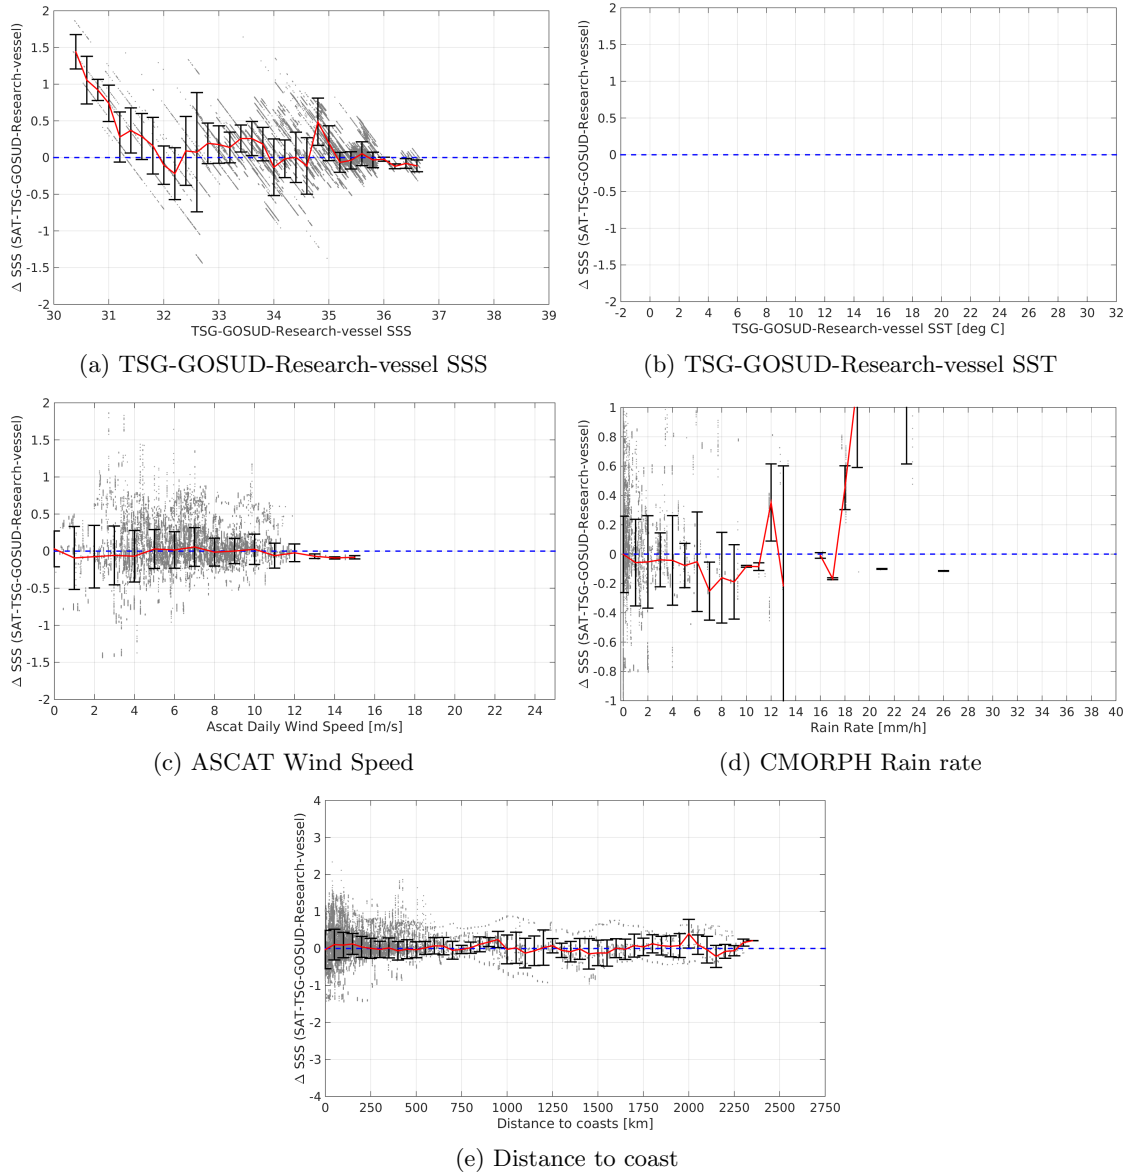 2
1.5
1
0.5
0
-0.5
-1
-1.5
-2
Δ SSS (SAT-TSG-GOSUD-Research-vessel)
30 31 32 33 34 35 36 37 38 39
TSG-GOSUD-Research-vessel SSS
(a) TSG-GOSUD-Research-vessel SSS
2
1.5
1
0.5
0
-0.5
-1
-1.5
-2
Δ SSS (SAT-TSG-GOSUD-Research-vessel)
-2 0 2 4 6 8 10 12 14 16 18 20 22 24 26 28 30 32
TSG-GOSUD-Research-vessel SST [deg C]
(b) TSG-GOSUD-Research-vessel SST
2
1.5
1
0.5
0
-0.5
-1
-1.5
-2
Δ SSS (SAT-TSG-GOSUD-Research-vessel)
0 2 4 6 8 10 12 14 16 18 20 22 24
Ascat Daily Wind Speed [m/s]
(c) ASCAT Wind Speed
1
0.8
0.6
0.4
0.2
0
-0.2
-0.4
-0.6
-0.8
-1
Δ SSS (SAT-TSG-GOSUD-Research-vessel)
0 2 4 6 8 10 12 14 16 18 20 22 24 26 28 30 32 34 36 38 40
Rain Rate [mm/h]
(d) CMORPH Rain rate
4
3
2
1
0
-1
-2
-3
-4
Δ SSS (SAT-TSG-GOSUD-Research-vessel)
0 250 500 750 1000 1250 1500 1750 2000 2250 2500 2750
Distance to coasts [km]
(e) Distance to coast